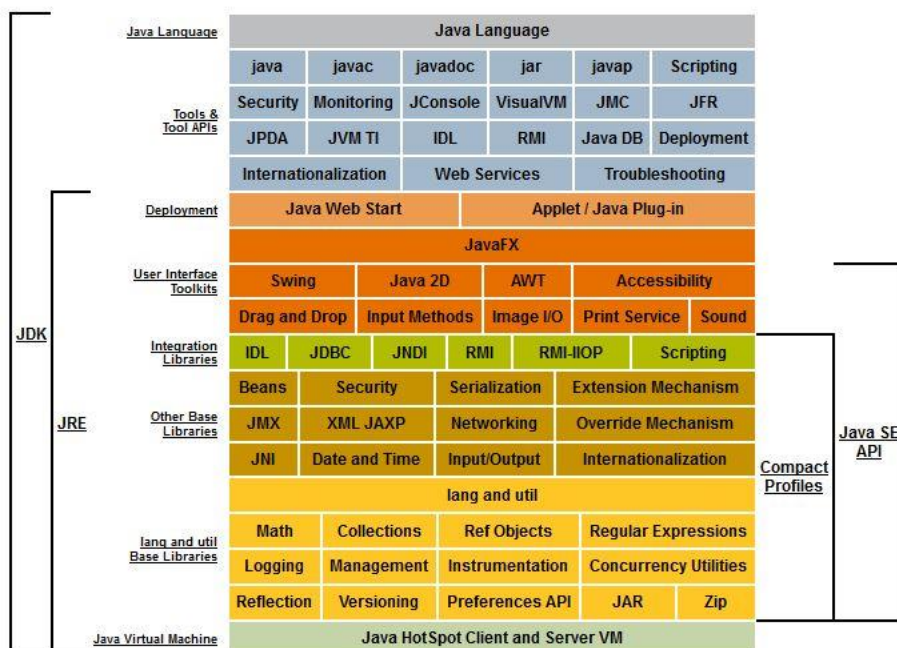 Java Language Java Language
java javac javadoc jar javap Scripting
Security Monitoring JConsole VisualVM JMC JFR
Tools &
Tool APIs
JPDA JVM TI IDL RMI Java DB Deployment
Internationalization Web Services Troubleshooting
Deployment Java Web Start Applet / Java Plug-in
JavaFX
User Interface
Toolkits
Swing Java 2D AWT Accessibility
Drag and Drop Input Methods Image I/O Print Service Sound
JDK
Integration
Libraries
IDL JDBC JNDI RMI RMI-IIOP Scripting
Beans Security Serialization Extension Mechanism
JRE
Other Base
Libraries
JMX XML JAXP Networking Override Mechanism
Java SE
API
JNI Date and Time Input/Output Internationalization
Compact
Profiles
lang and util
Math Collections Ref Objects Regular Expressions
lang and util
Base Libraries
Logging Management Instrumentation Concurrency Utilities
Reflection Versioning Preferences API JAR Zip
Java Virtual Machine Java HotSpot Client and Server VM